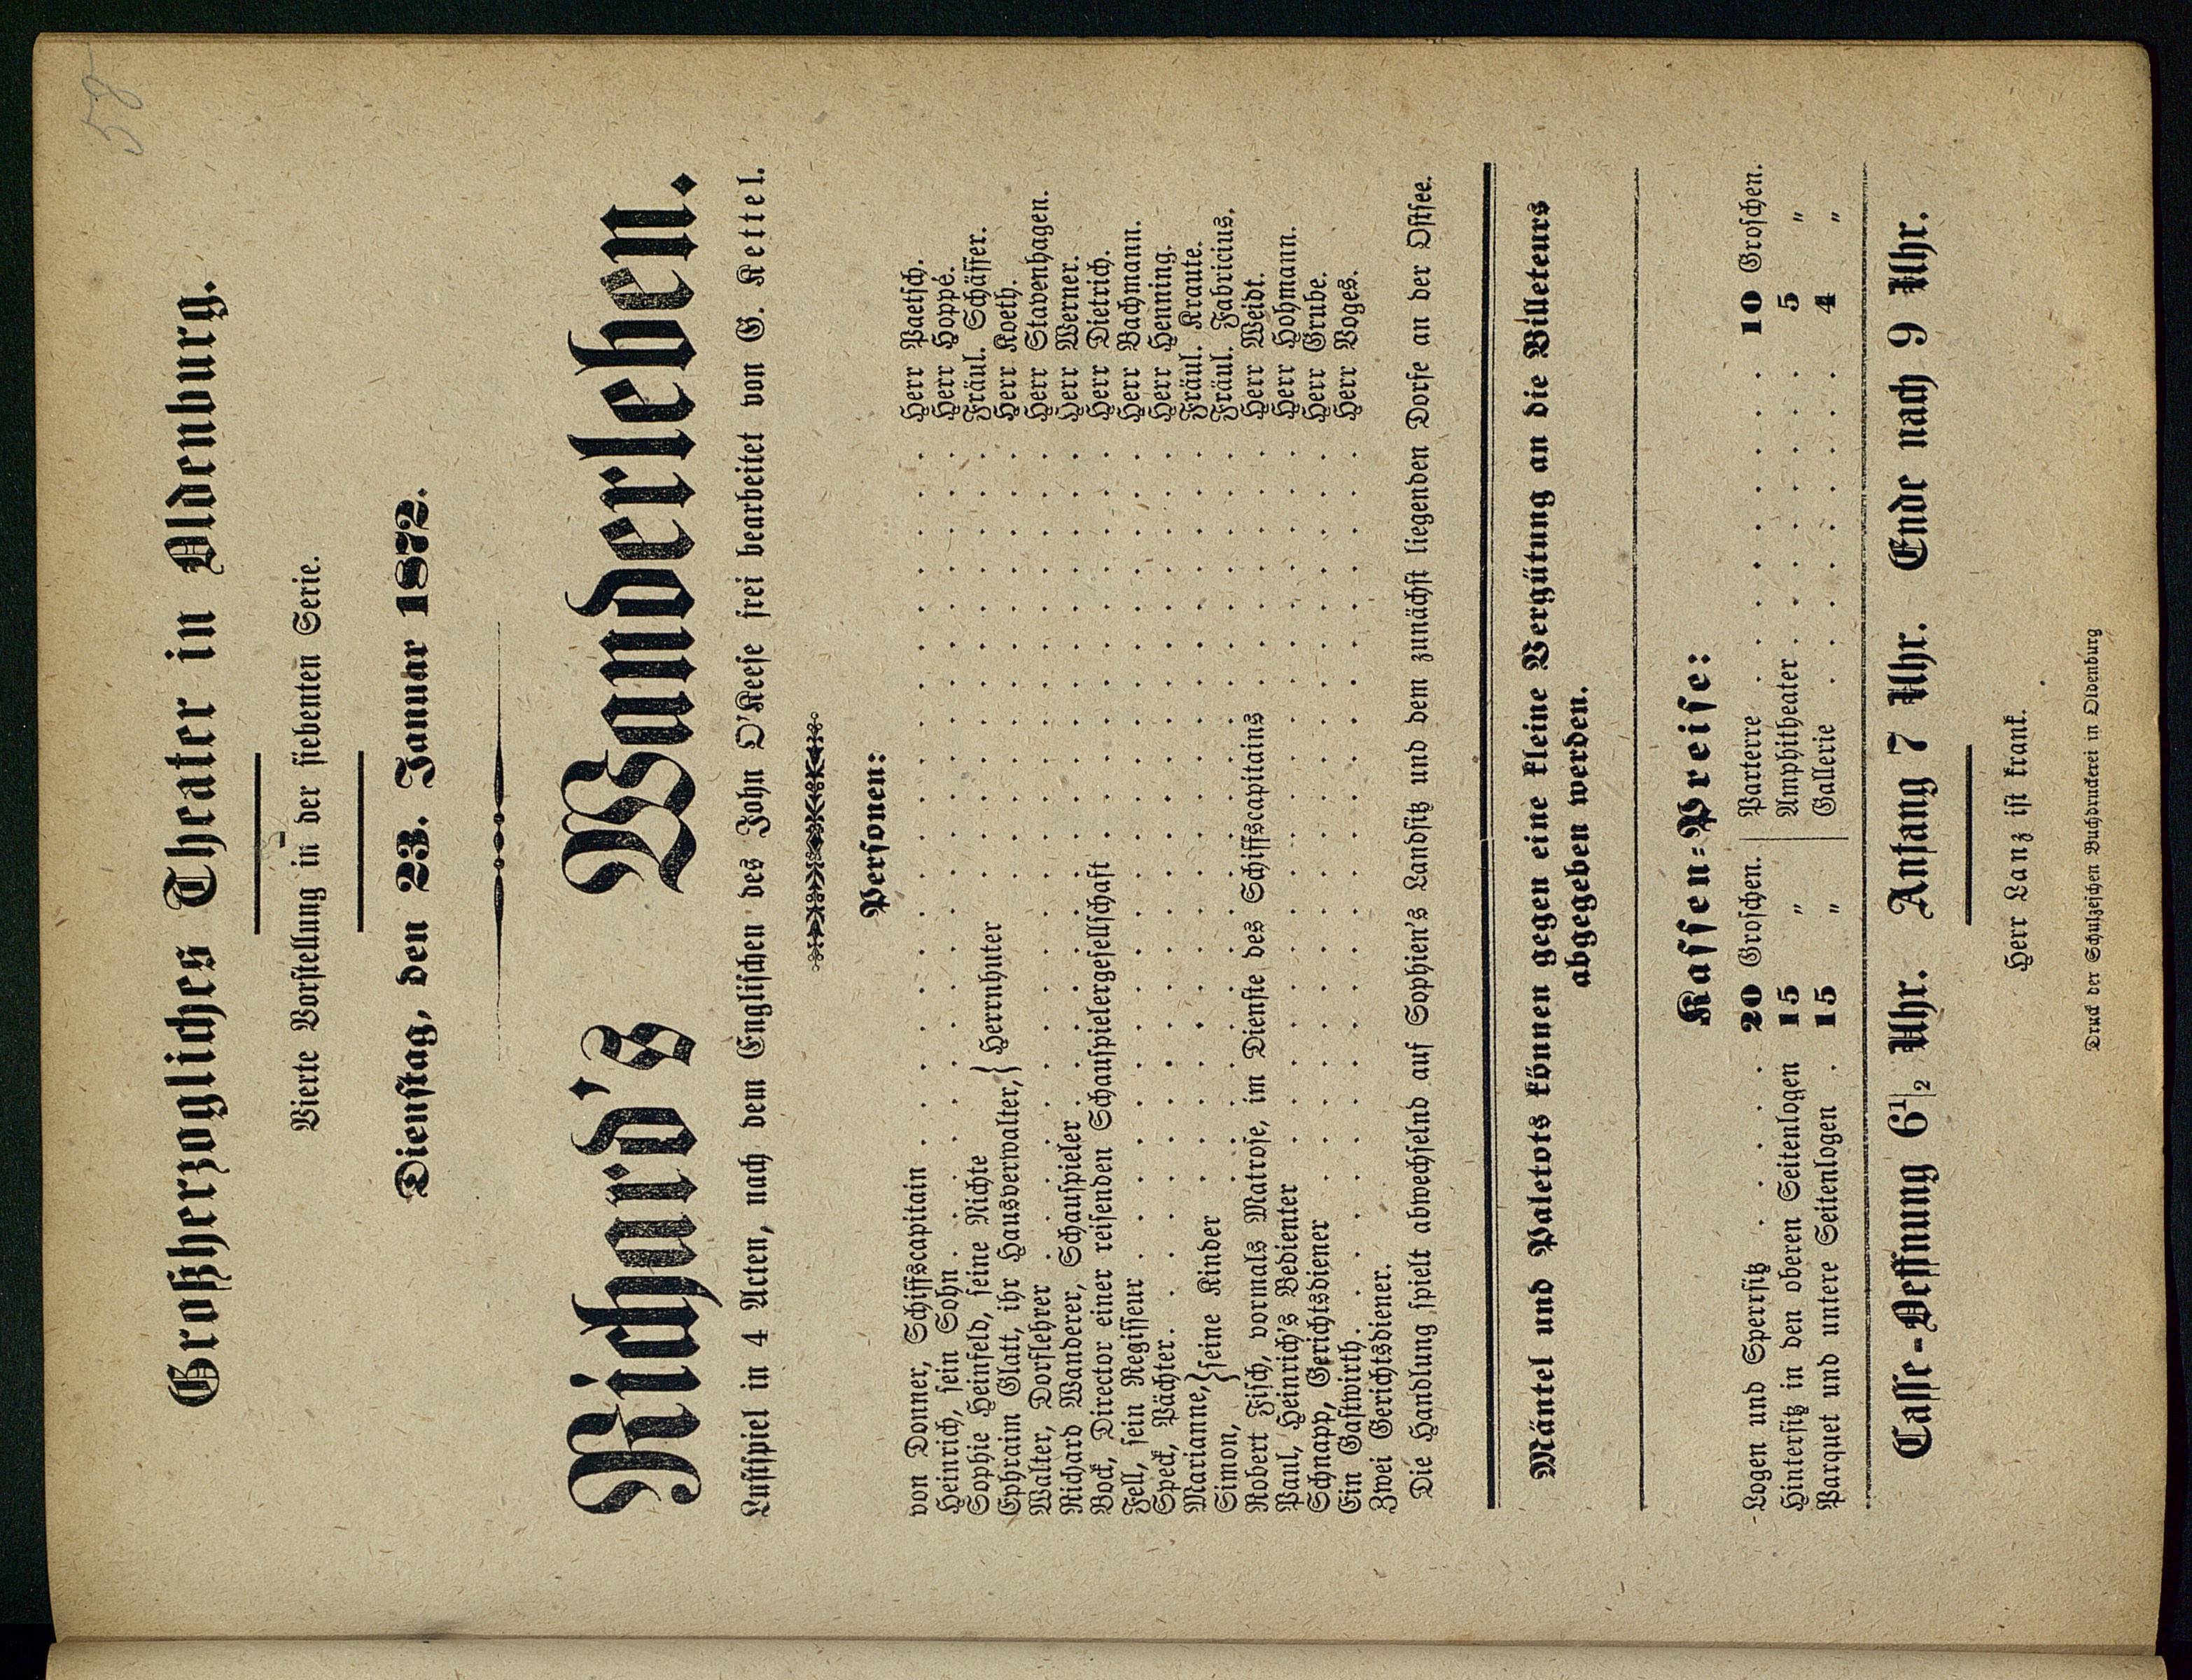 58
Großherzogliches Theater in Oldenburg.
Vierte Vorstellung in der siebenten Serie.
Dienstag, den 23. Januar 1872.
Richard's Wanderleben.
Lustspiel in 4 Acten, nach dem Englischen des John O'Keefe frei bearbeitet von G. Kettel.
Personen:
von Donner, Schiffscapitain . . . Herr Paetsch.
Heinrich, sein Sohn . . . Herr Hoppé.
Sophie Heinfeld, seine Nichte } Herrnhuter . . . Fräul. Schäffer.
Ephraim Glatt, ihr Hausverwalter, } . . . Herr Koeth.
Walter, Dorflehrer . . . Herr Stavenhagen.
Richard Wanderer, Schauspieler . . . Herr Werner.
Bock, Director einer reisenden Schauspielergesellschaft . . . Herr Dietrich.
Fell, sein Regisseur . . . Herr Bachmann.
Speck, Pächter . . . Herr Henning.
Marianne, } seine Kinder . . . Fräul. Kraute.
Simon, } . . . Fräul. Fabricius.
Robert Fisch, vormals Matrose, im Dienste des Schiffscapitains . . . Herr Weidt.
Paul, Heinrich's Bedienter . . . Herr Hohmann.
Schnapp, Gerichtsdiener . . . Herr Grube.
Ein Gastwirth . . . Herr Voges.
Zwei Gerichtsdiener.
Die Handlung spielt abwechselnd auf Sophien's Landsitz und dem zunächst liegenden Dorfe an der Ostsee.
Mäntel und Paletots können gegen eine kleine Vergütung an die Billeteurs
abgegeben werden.
Kassen-Preise:
Logen und Sperrsitz . . . 20 Groschen. Parterre . . . 10 Groschen.
Hintersitz in den oberen Seitenlogen 15 " Amphitheater . . . 5 "
Parquet und untere Seitenlogen . 15 " Gallerie . . . 4 "
Casse-Oeffnung 6 1/2 Uhr. Anfang 7 Uhr. Ende nach 9 Uhr.
Herr Lanz ist krank.
Druck der Schulzeschen Buchdruckerei in Oldenburg